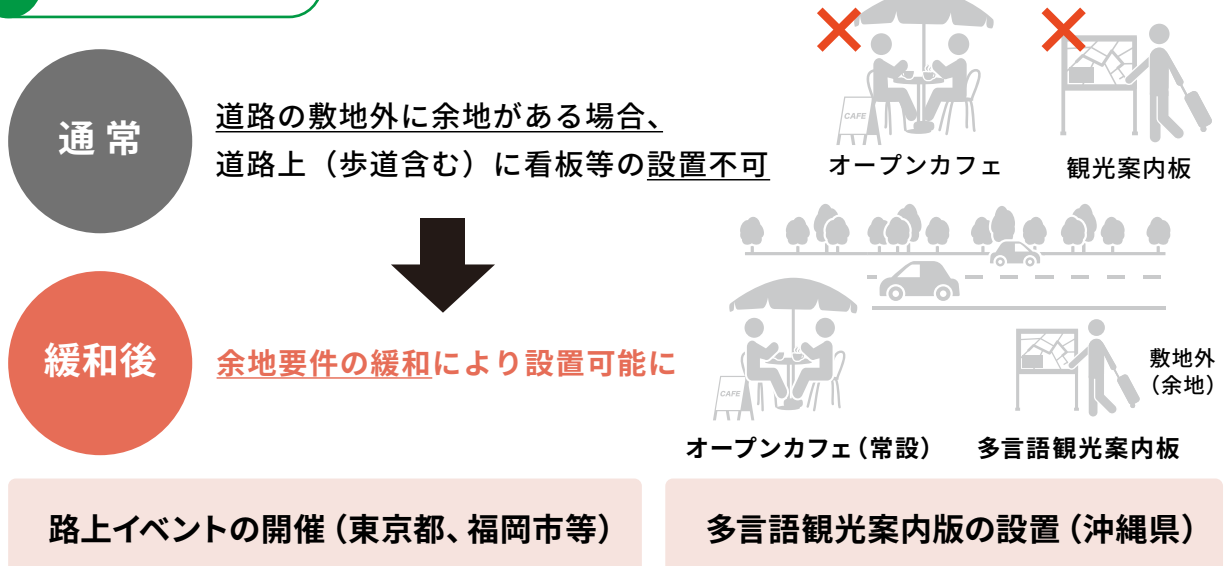 通常
道路の敷地外に余地がある場合、
道路上（歩道含む）に看板等の設置不可
CAFE
オープンカフェ
観光案内板
緩和後
余地要件の緩和により設置可能に
CAFE
敷地外
（余地）
オープンカフェ（常設）
多言語観光案内板
路上イベントの開催（東京都、福岡市等）
多言語観光案内版の設置（沖縄県）